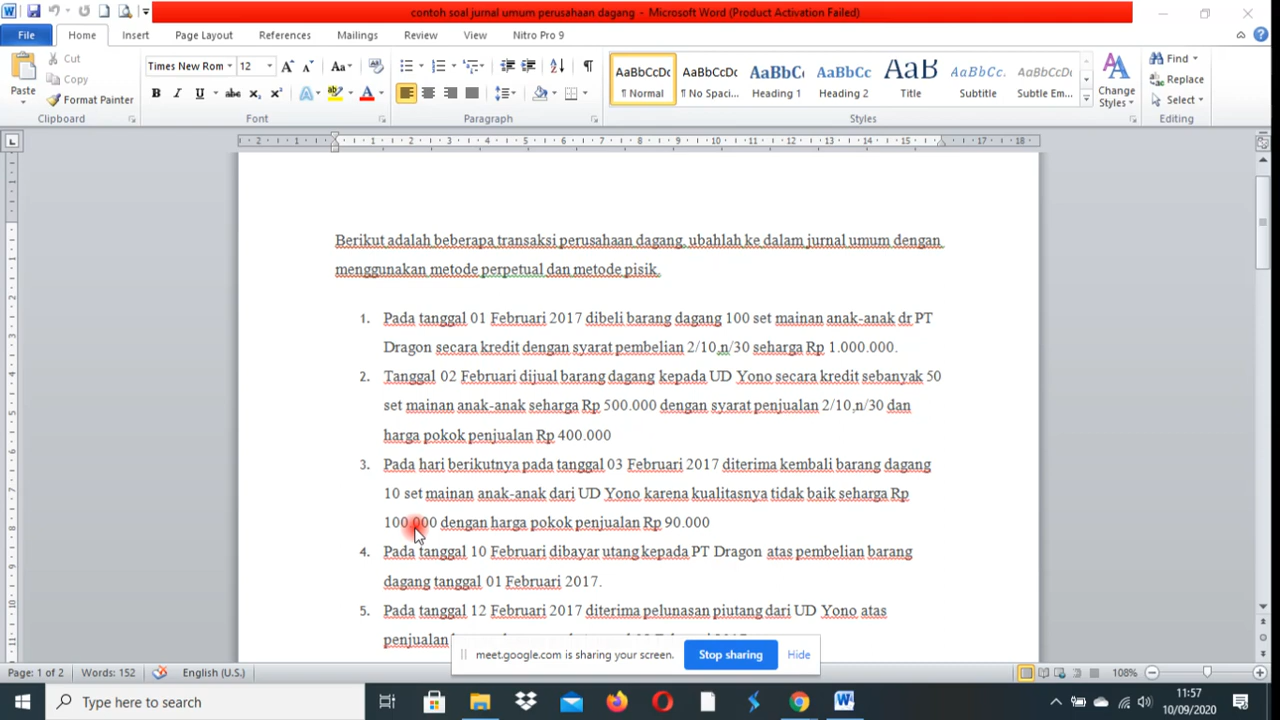 contoh soal jurnal umum perusahaan dagang - Microsoft Word (Product Activation Failed)
File Home Insert Page Layout References Mailings Review View Nitro Pro 9
Paste
Cut
Copy
Format Painter
Clipboard
Times New Rom 12
Font
Paragraph
AaBbCcDc AaBbCcDc AaBbC AaBbCc AaB AaBbCc. AaBbCcDc
¶ Normal ¶ No Spaci... Heading 1 Heading 2 Title Subtitle Subtle Em...
Styles
Change
Styles
Find
Replace
Select
Editing
Berikut adalah beberapa transaksi perusahaan dagang, ubahlah ke dalam jurnal umum dengan
menggunakan metode perpetual dan metode pisik.
1. Pada tanggal 01 Februari 2017 dibeli barang dagang 100 set mainan anak-anak dr PT
Dragon secara kredit dengan syarat pembelian 2/10,n/30 seharga Rp 1.000.000.
2. Tanggal 02 Februari dijual barang dagang kepada UD Yono secara kredit sebanyak 50
set mainan anak-anak seharga Rp 500.000 dengan syarat penjualan 2/10,n/30 dan
harga pokok penjualan Rp 400.000
3. Pada hari berikutnya pada tanggal 03 Februari 2017 diterima kembali barang dagang
10 set mainan anak-anak dari UD Yono karena kualitasnya tidak baik seharga Rp
100.000 dengan harga pokok penjualan Rp 90.000
4. Pada tanggal 10 Februari dibayar utang kepada PT Dragon atas pembelian barang
dagang tanggal 01 Februari 2017.
5. Pada tanggal 12 Februari 2017 diterima pelunasan piutang dari UD Yono atas
penjualan
meet.google.com is sharing your screen. Stop sharing Hide
Page: 1 of 2 Words: 152 English (U.S.) 108%
Type here to search
11:57
10/09/2020